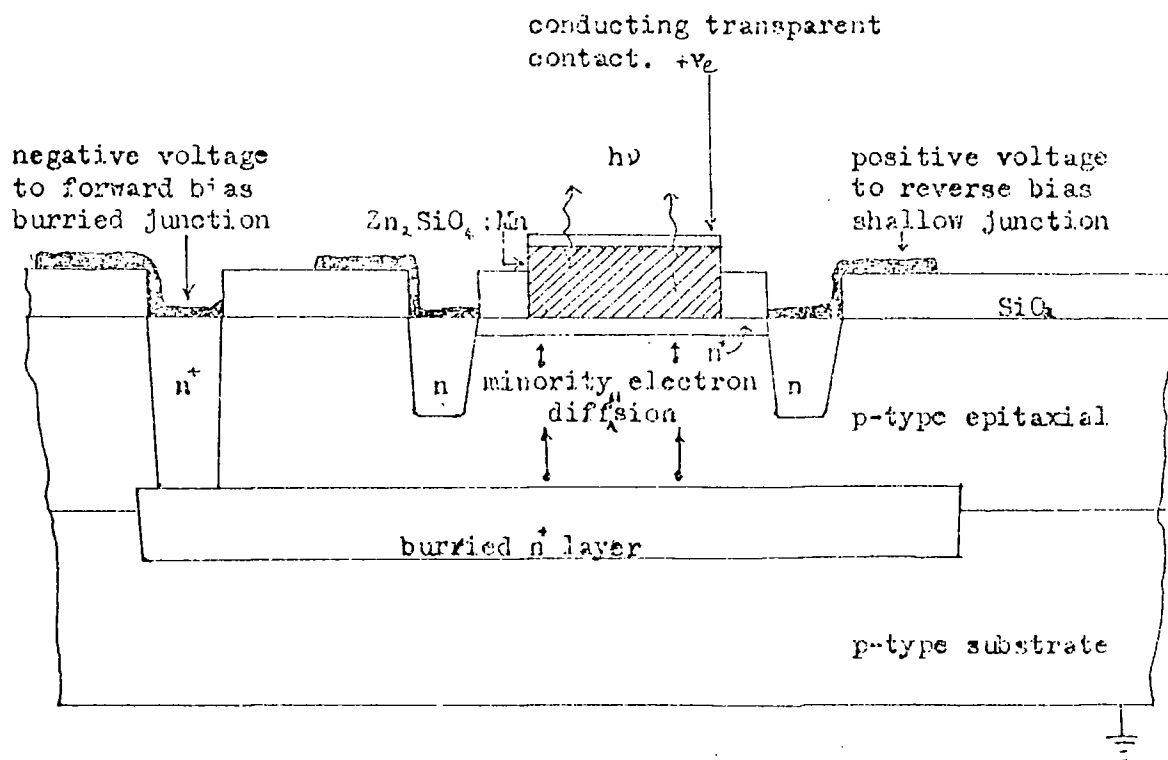 conducting transparent
contact. +ve
negative voltage
to forward bias
burried junction
hν
positive voltage
to reverse bias
shallow junction
Zn₂SiO₄:Mn
SiO₂
n⁺
n⁺
n
minority electron
diffusion
n
p-type epitaxial
burried n⁺ layer
p-type substrate